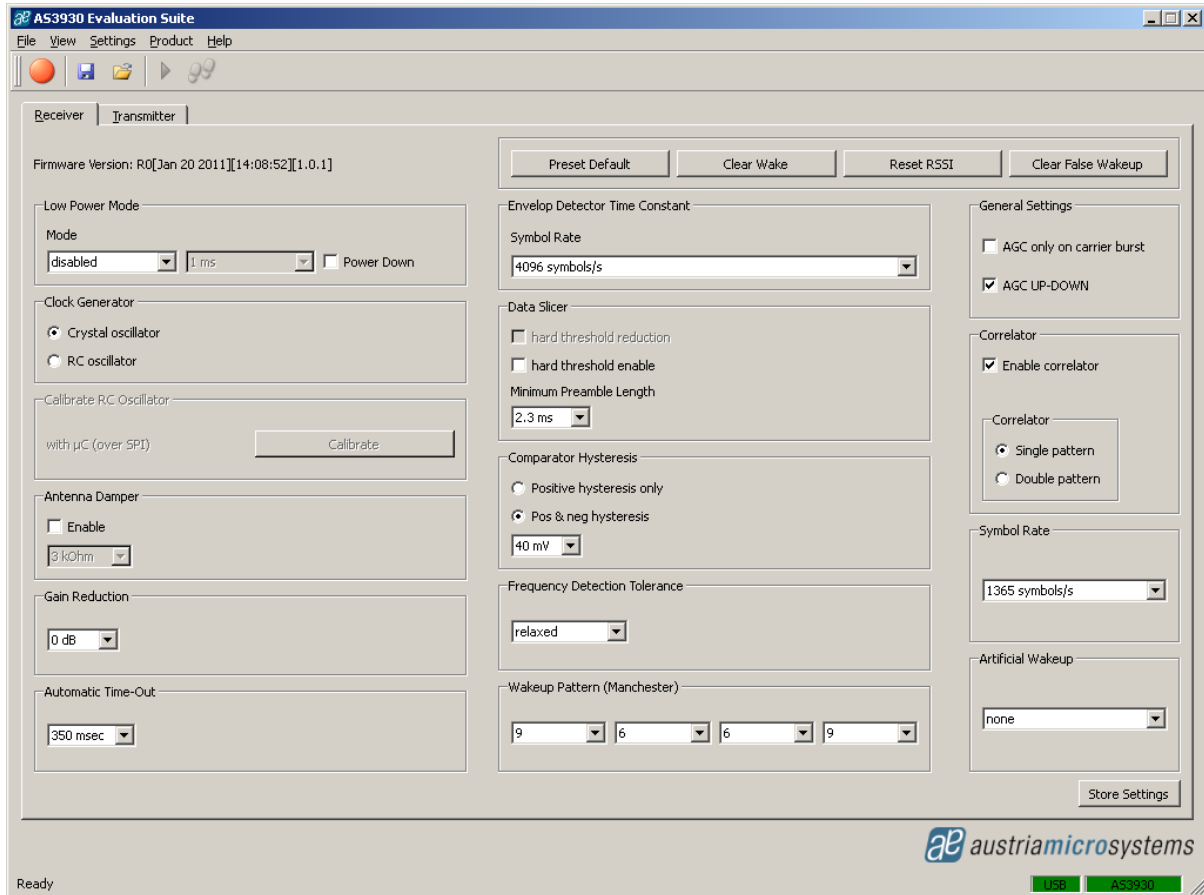 AS3930 Evaluation Suite
File View Settings Product Help
Receiver
Transmitter
Firmware Version: R0[Jan 20 2011][14:08:52][1.0.1]
Preset Default
Clear Wake
Reset RSSI
Clear False Wakeup
Low Power Mode
Mode
disabled
1 ms
Power Down
Clock Generator
Crystal oscillator
RC oscillator
Calibrate RC Oscillator
with µC (over SPI)
Calibrate
Antenna Damper
Enable
3 kOhm
Gain Reduction
0 dB
Automatic Time-Out
350 msec
Envelop Detector Time Constant
Symbol Rate
4096 symbols/s
Data Slicer
hard threshold reduction
hard threshold enable
Minimum Preamble Length
2.3 ms
Comparator Hysteresis
Positive hysteresis only
Pos & neg hysteresis
40 mV
Frequency Detection Tolerance
relaxed
Wakeup Pattern (Manchester)
9
6
6
9
General Settings
AGC only on carrier burst
AGC UP-DOWN
Correlator
Enable correlator
Correlator
Single pattern
Double pattern
Symbol Rate
1365 symbols/s
Artificial Wakeup
none
Store Settings
austriamicrosystems
Ready
USB
AS3930